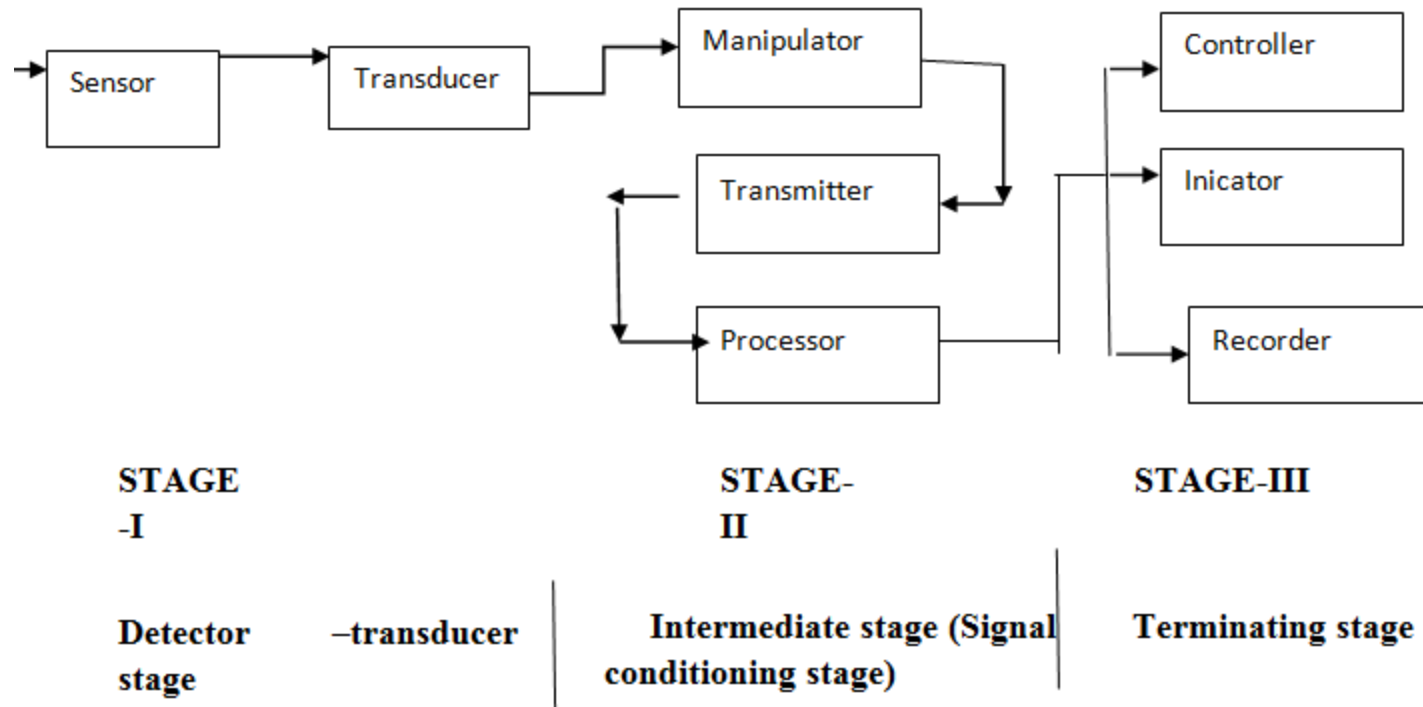 Sensor
Transducer
Manipulator
Controller
Transmitter
Inicator
Processor
Recorder
STAGE
-I
STAGE-
II
STAGE-III
Detector –transducer
stage
Intermediate stage (Signal
conditioning stage)
Terminating stage